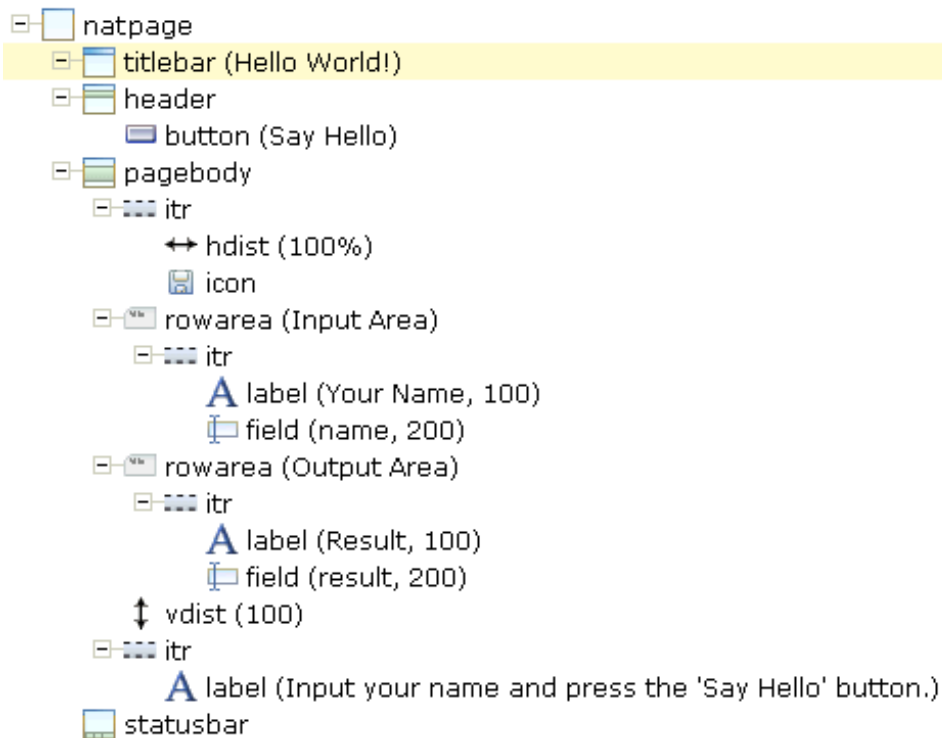 natpage
titlebar (Hello World!)
header
button (Say Hello)
pagebody
itr
hdist (100%)
icon
rowarea (Input Area)
itr
label (Your Name, 100)
field (name, 200)
rowarea (Output Area)
itr
label (Result, 100)
field (result, 200)
vdist (100)
itr
label (Input your name and press the 'Say Hello' button.)
statusbar